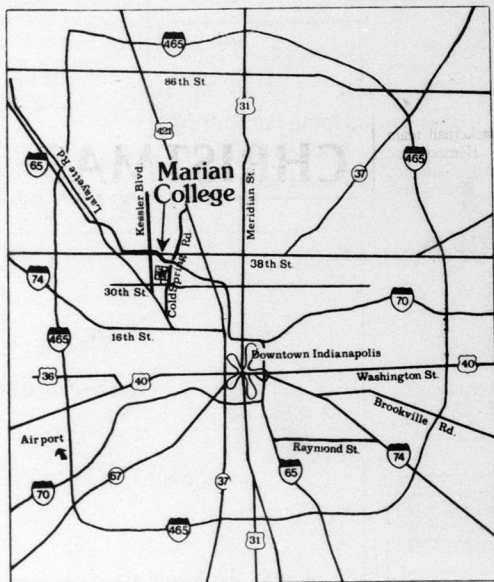 465
86th St.
31
421
465
65
Lafayette Rd.
Kessler Blvd.
Marian
College
Meridian St.
37
38th St.
74
30th St.
Cold Spring Rd
70
16th St.
465
Downtown Indianapolis
36
40
Washington St.
40
Brookville Rd.
Airport
Raymond St.
74
67
65
70
37
465
31